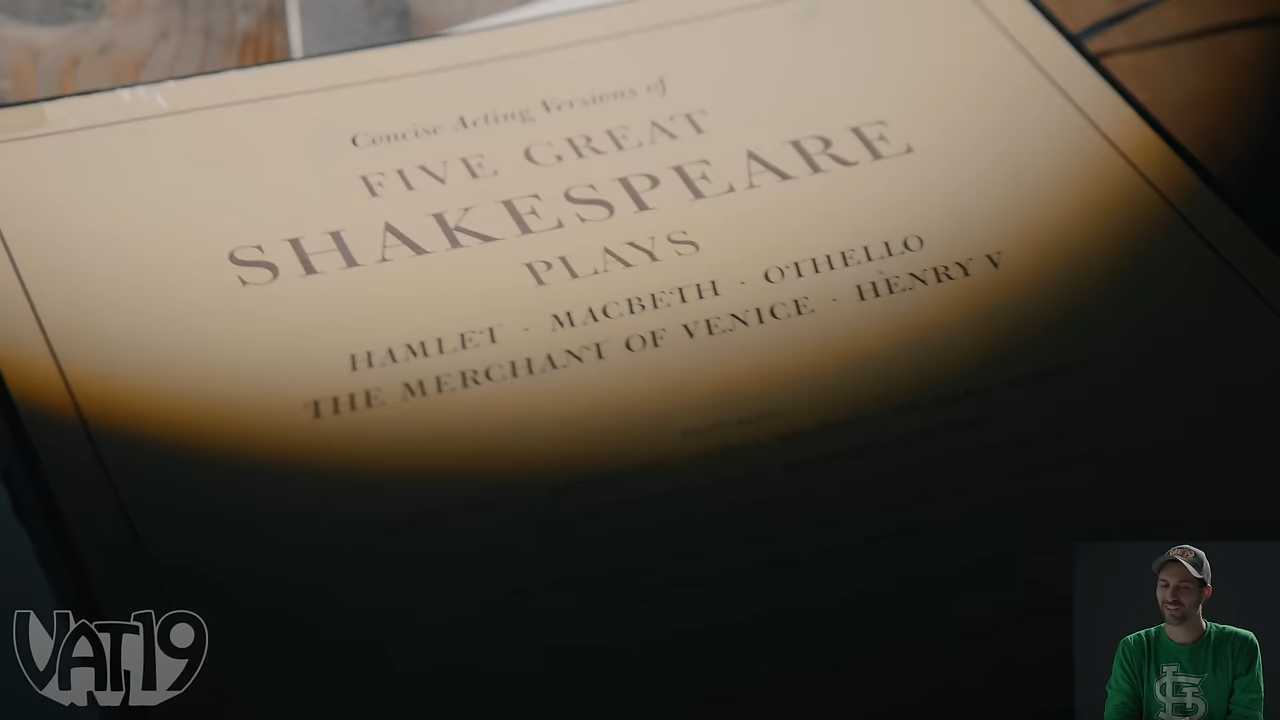 Concise Acting Versions of
FIVE GREAT
SHAKESPEARE
PLAYS
HAMLET · MACBETH · OTHELLO
THE MERCHANT OF VENICE · HENRY V
VAT19